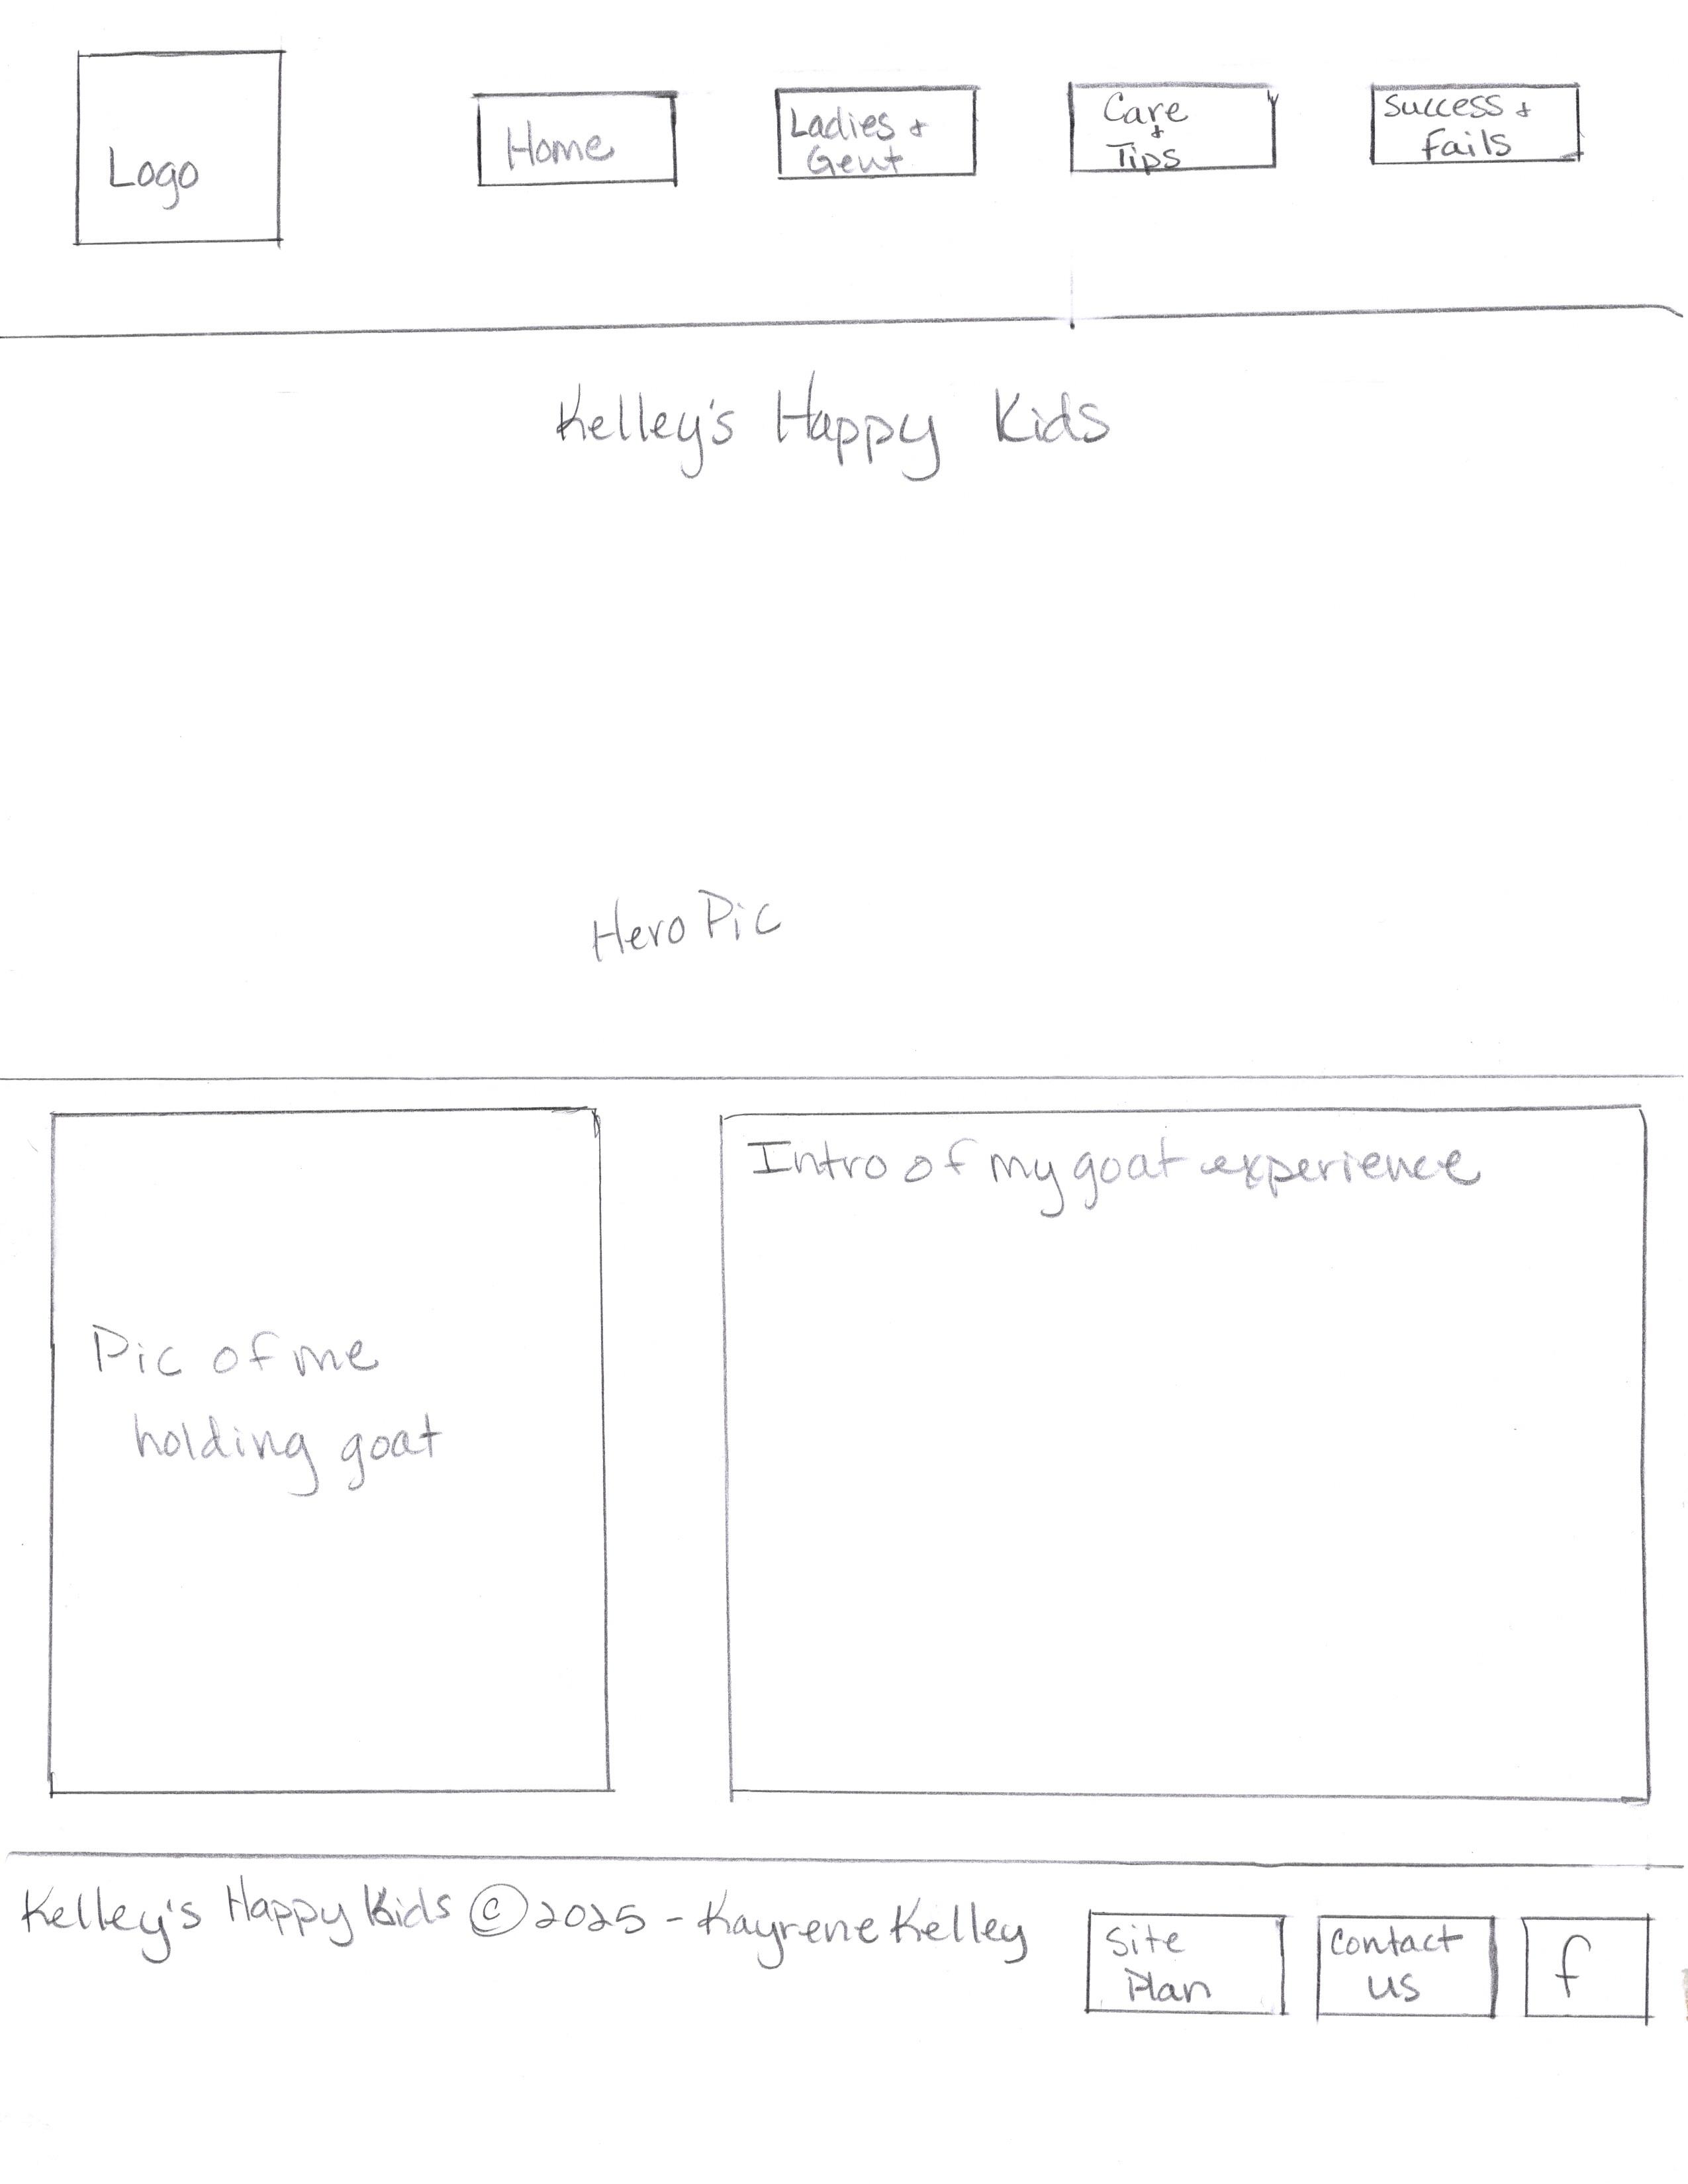 Logo
Home
Ladies +
Gent
Care
+
Tips
Success +
Fails
Kelley's Happy Kids
Hero Pic
Pic of me
holding goat
Intro of my goat experience
Kelley's Happy Kids © 2025 - Kayrene Kelley
Site
Plan
Contact
us
f